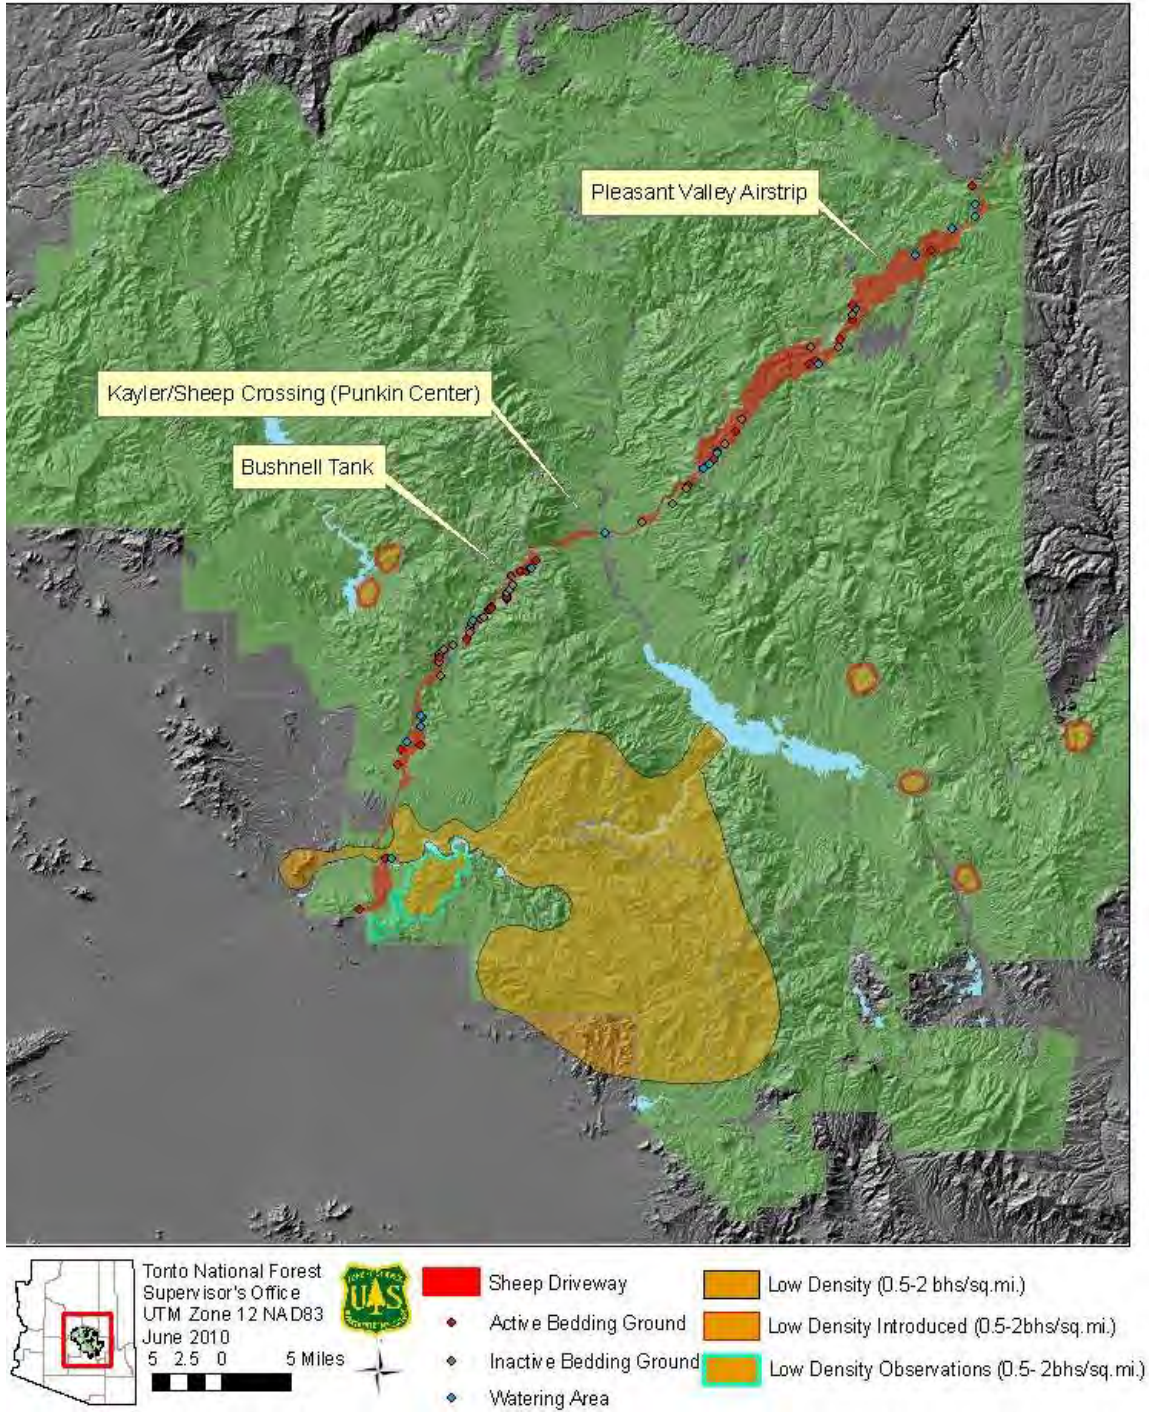 Pleasant Valley Airstrip
Kayler/Sheep Crossing (Punkin Center)
Bushnell Tank
Tonto National Forest
Supervisor's Office
UTM Zone 12 NAD83
June 2010
5 2.5 0 5 Miles
U S
Sheep Driveway
Active Bedding Ground
Inactive Bedding Ground
Watering Area
Low Density (0.5-2 bhs/sq.mi.)
Low Density Introduced (0.5-2bhs/sq.mi.)
Low Density Observations (0.5- 2bhs/sq.mi.)